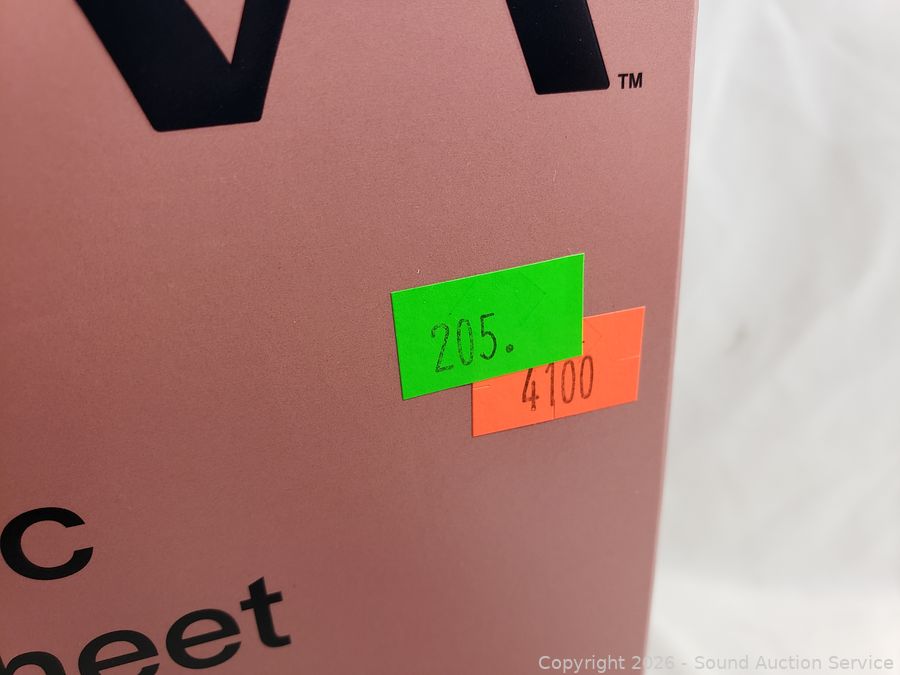 TM
205.
4100
c
heet
Copyright 2026 - Sound Auction Service